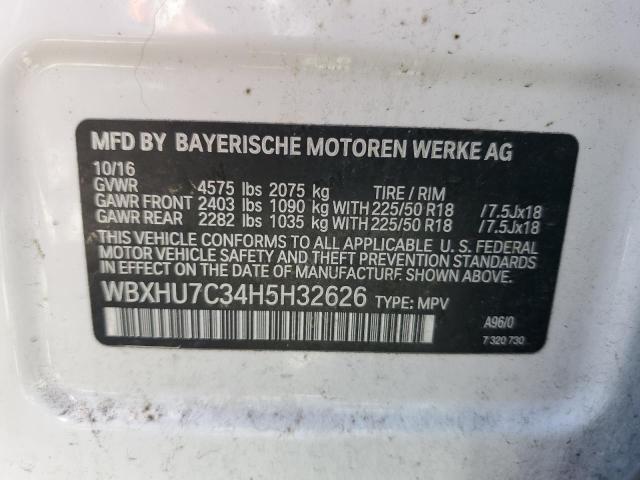 MFD BY BAYERISCHE MOTOREN WERKE AG
10/16
GVWR 4575 lbs 2075 kg TIRE / RIM
GAWR FRONT 2403 lbs 1090 kg WITH 225/50 R18 /7.5Jx18
GAWR REAR 2282 lbs 1035 kg WITH 225/50 R18 /7.5Jx18
THIS VEHICLE CONFORMS TO ALL APPLICABLE U. S. FEDERAL
MOTOR VEHICLE SAFETY AND THEFT PREVENTION STANDARDS
IN EFFECT ON THE DATE OF MANUFACTURE SHOWN ABOVE.
WBXHU7C34H5H32626 TYPE: MPV
A96/0
7 320 730